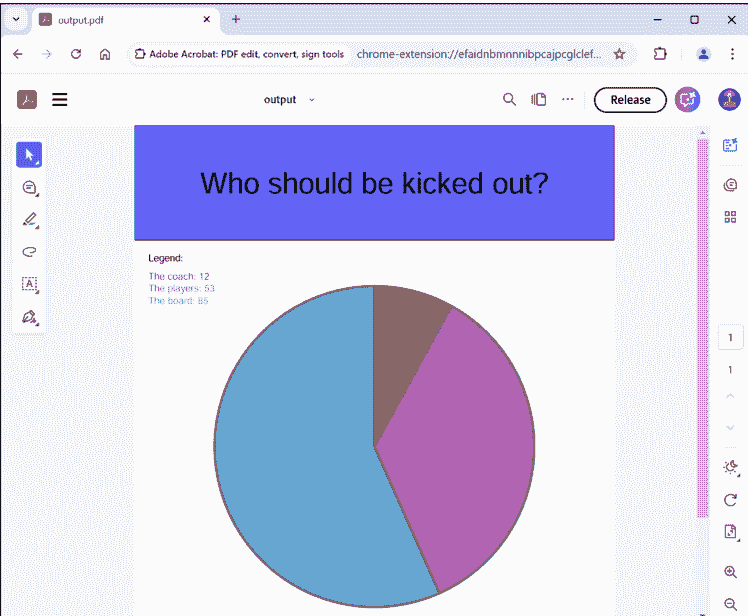 output.pdf
Adobe Acrobat: PDF edit, convert, sign tools
chrome-extension://efaidnbmnnnibpcajpcglclef...
output
Release
Who should be kicked out?
Legend:
The coach: 12
The players: 53
The board: 85
1
1